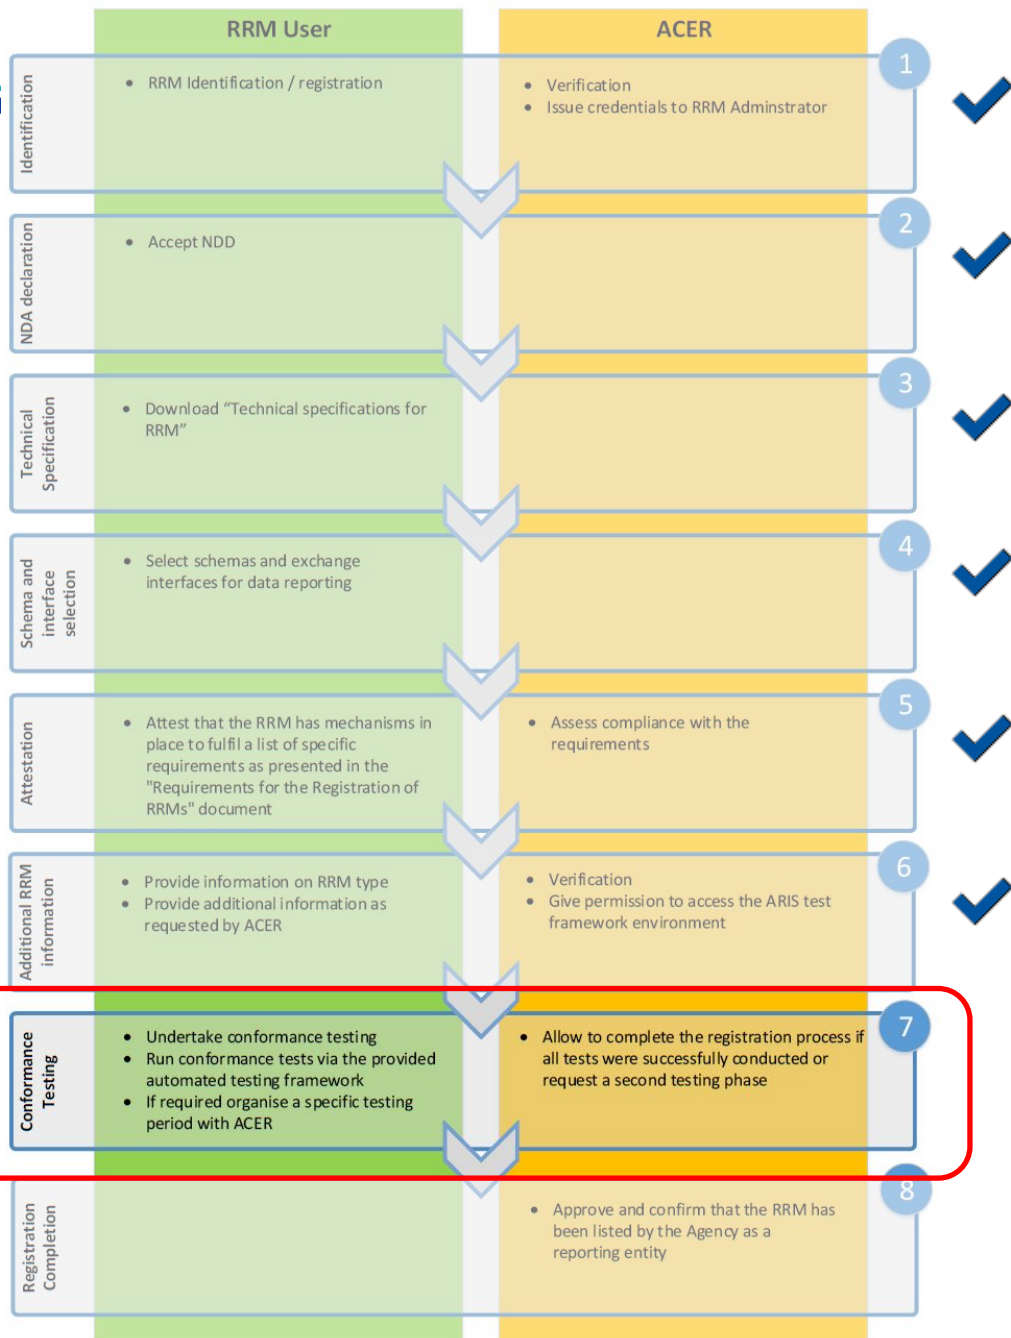 RRM User
ACER
1
Identification
• RRM Identification / registration
• Verification
• Issue credentials to RRM Adminstrator
2
NDA declaration
• Accept NDD
3
Technical
Specification
• Download “Technical specifications for
RRM”
4
Schema and
interface
selection
• Select schemas and exchange
interfaces for data reporting
5
Attestation
• Attest that the RRM has mechanisms in
place to fulfil a list of specific
requirements as presented in the
"Requirements for the Registration of
RRMs" document
• Assess compliance with the
requirements
6
Additional RRM
information
• Provide information on RRM type
• Provide additional information as
requested by ACER
• Verification
• Give permission to access the ARIS test
framework environment
7
Conformance
Testing
• Undertake conformance testing
• Run conformance tests via the provided
automated testing framework
• If required organise a specific testing
period with ACER
• Allow to complete the registration process if
all tests were successfully conducted or
request a second testing phase
8
Registration
Completion
• Approve and confirm that the RRM has
been listed by the Agency as a
reporting entity